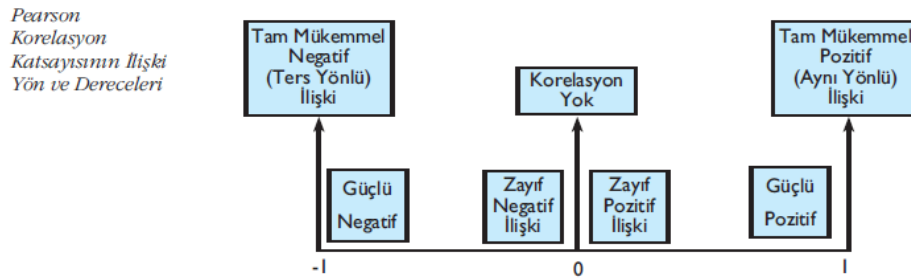 Pearson
Korelasyon
Katsayısının İlişki
Yön ve Dereceleri
Tam Mükemmel
Negatif
(Ters Yönlü)
İlişki
Korelasyon
Yok
Tam Mükemmel
Pozitif
(Aynı Yönlü)
İlişki
Güçlü
Negatif
Zayıf
Negatif
İlişki
Zayıf
Pozitif
İlişki
Güçlü
Pozitif
-1
0
1